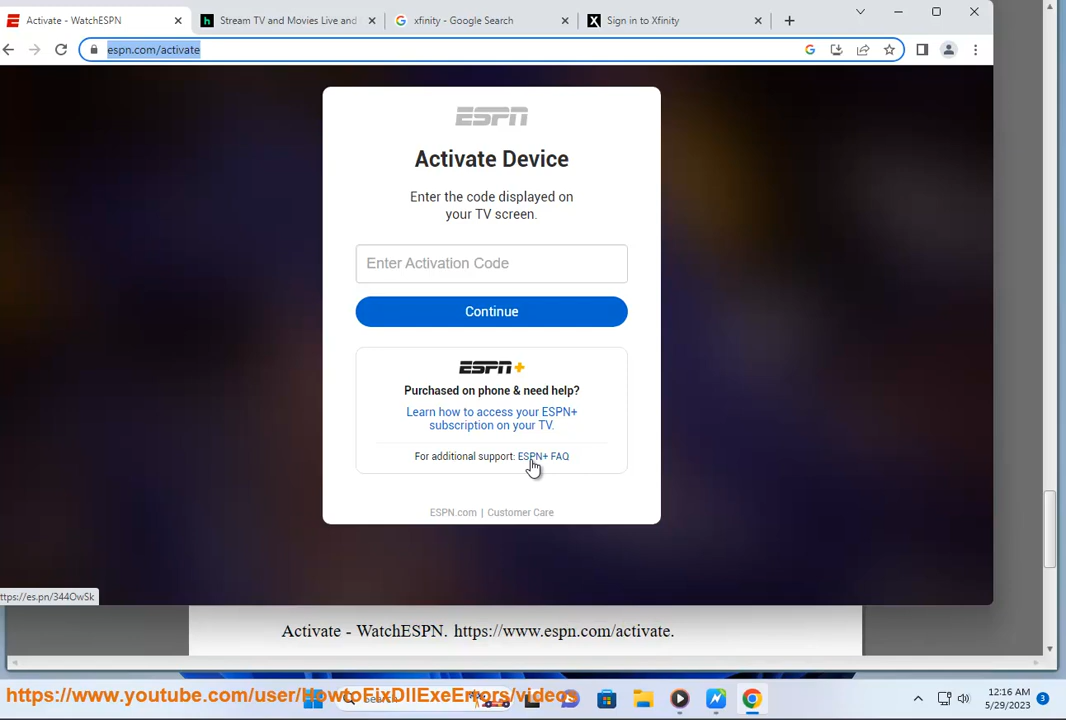 Activate - WatchESPN
Stream TV and Movies Live and
xfinity - Google Search
Sign in to Xfinity
espn.com/activate
ESPN
Activate Device
Enter the code displayed on
your TV screen.
Enter Activation Code
Continue
ESPN+
Purchased on phone & need help?
Learn how to access your ESPN+
subscription on your TV.
For additional support: ESPN+ FAQ
ESPN.com | Customer Care
ttps://es.pn/344OwSk
Activate - WatchESPN. https://www.espn.com/activate.
https://www.youtube.com/user/HowtoFixDllExeErrors/videos
Search
12:16 AM
5/29/2023
3